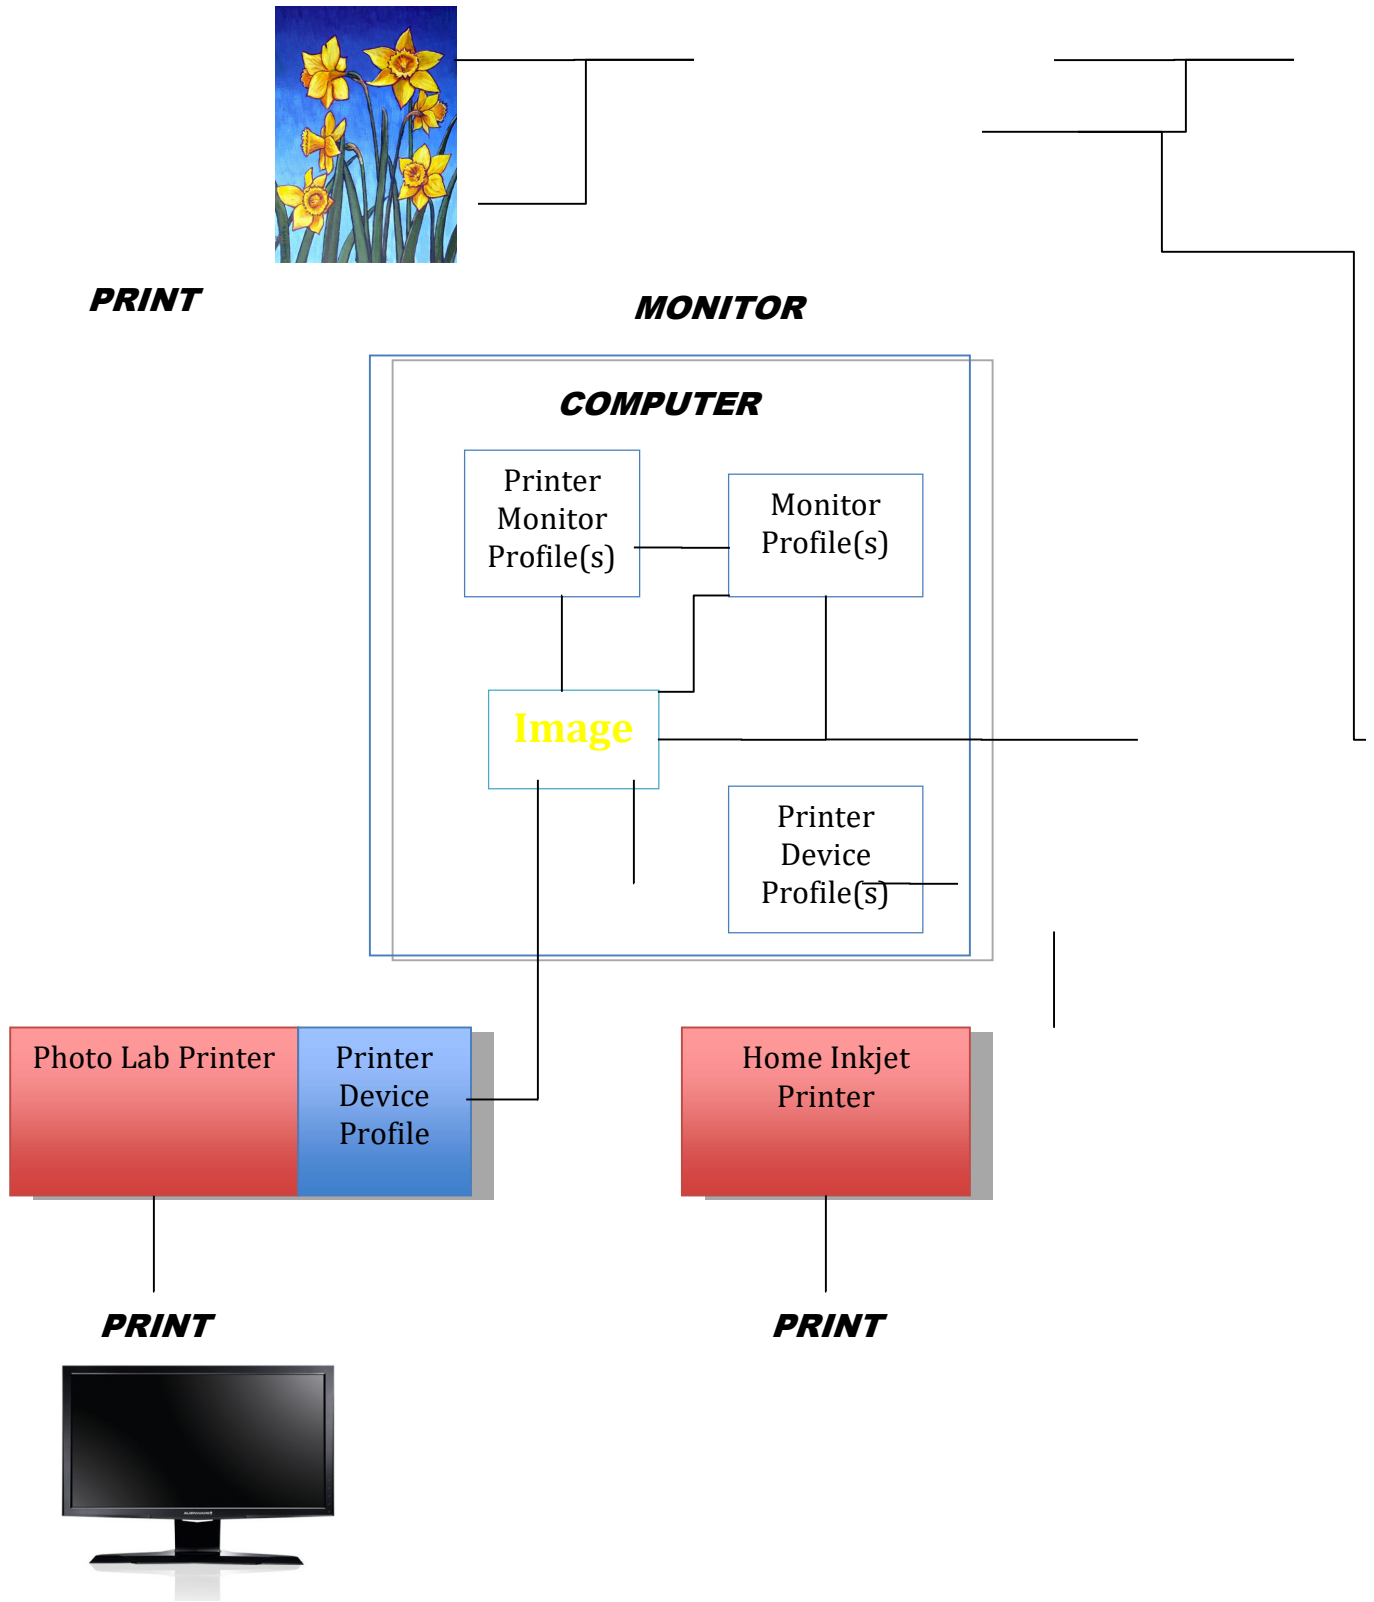 PRINT
MONITOR
COMPUTER
Printer
Monitor
Profile(s)
Monitor
Profile(s)
Image
Printer
Device
Profile(s)
Photo Lab Printer
Printer
Device
Profile
Home Inkjet
Printer
PRINT
PRINT